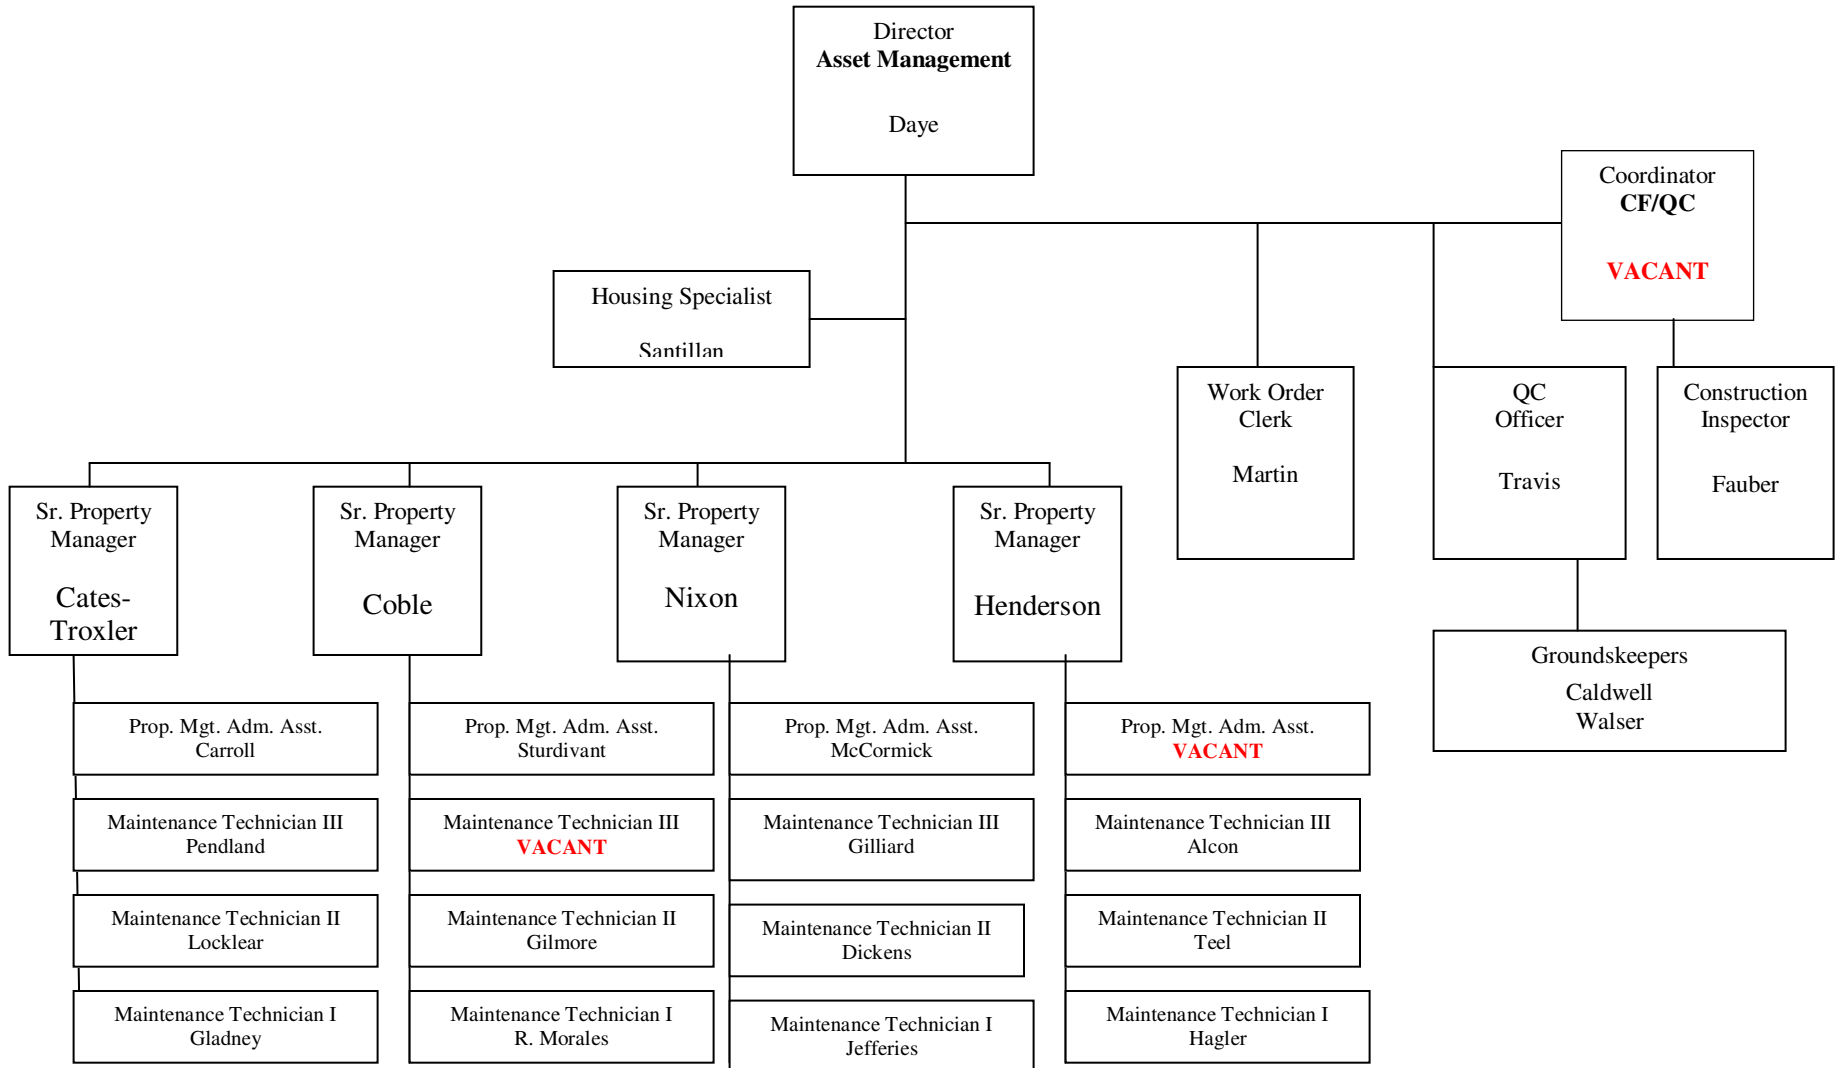 Director
Asset Management
Daye
Coordinator
CF/QC
VACANT
Housing Specialist
Santillan
Work Order
Clerk
Martin
QC
Officer
Travis
Construction
Inspector
Fauber
Sr. Property
Manager
Cates-
Troxler
Sr. Property
Manager
Coble
Sr. Property
Manager
Nixon
Sr. Property
Manager
Henderson
Groundskeepers
Caldwell
Walser
Prop. Mgt. Adm. Asst.
Carroll
Prop. Mgt. Adm. Asst.
Sturdivant
Prop. Mgt. Adm. Asst.
McCormick
Prop. Mgt. Adm. Asst.
VACANT
Maintenance Technician III
Pendland
Maintenance Technician III
VACANT
Maintenance Technician III
Gilliard
Maintenance Technician III
Alcon
Maintenance Technician II
Locklear
Maintenance Technician II
Gilmore
Maintenance Technician II
Dickens
Maintenance Technician II
Teel
Maintenance Technician I
Gladney
Maintenance Technician I
R. Morales
Maintenance Technician I
Jefferies
Maintenance Technician I
Hagler